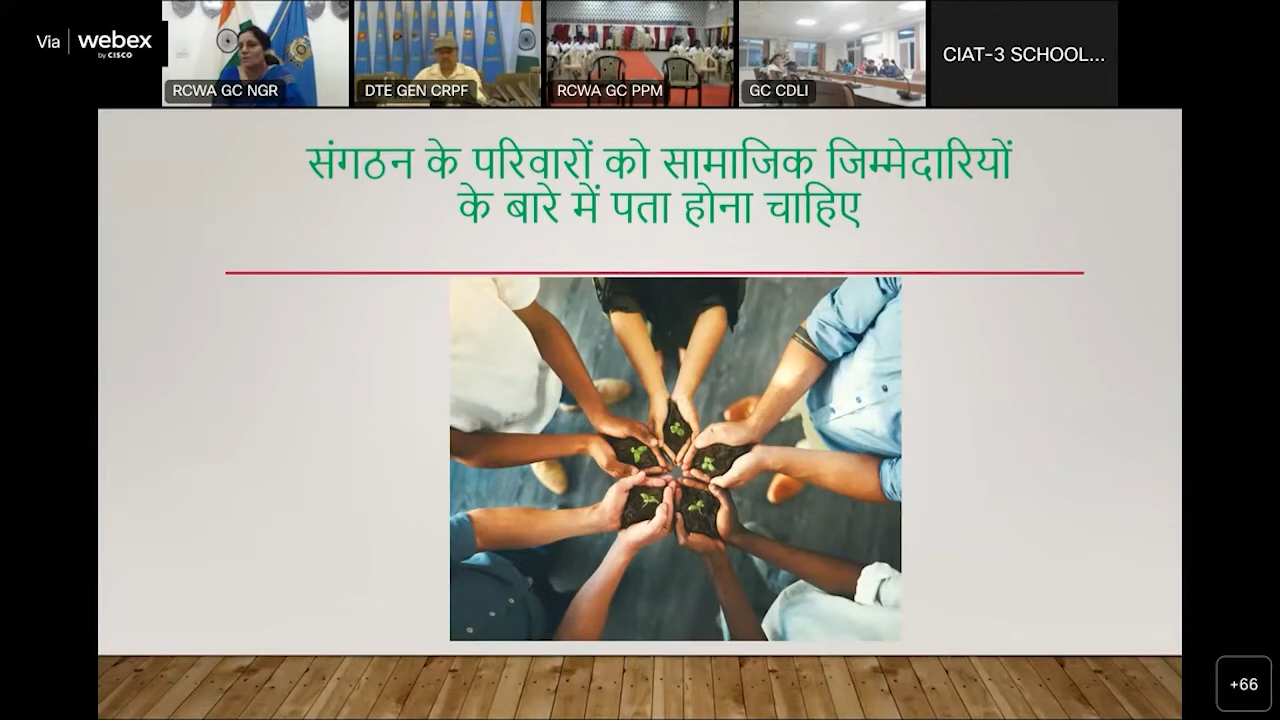 Via
webex
by CISCO
RCWA GC NGR
DTE GEN CRPF
RCWA GC PPM
GC CDLI
CIAT-3 SCHOOL...
संगठन के परिवारों को सामाजिक जिम्मेदारियों
के बारे में पता होना चाहिए
+66